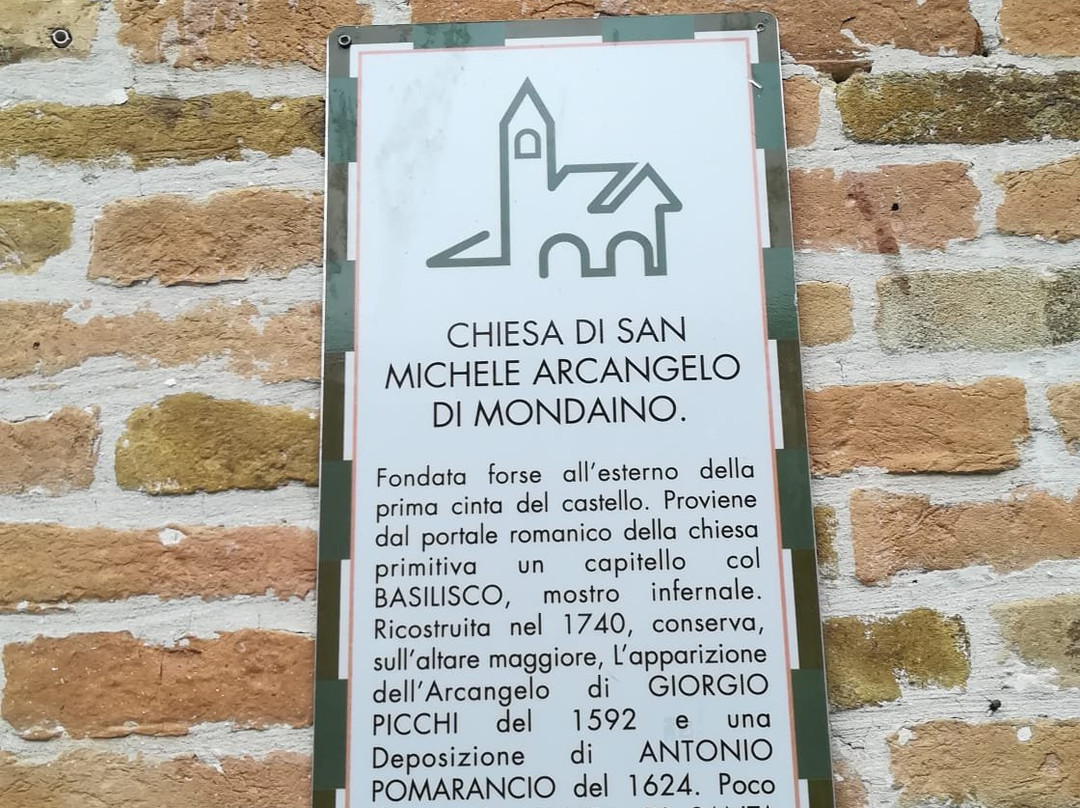 CHIESA DI SAN
MICHELE ARCANGELO
DI MONDAINO.
Fondata forse all'esterno della
prima cinta del castello. Proviene
dal portale romanico della chiesa
primitiva un capitello col
BASILISCO, mostro infernale.
Ricostruita nel 1740, conserva,
sull'altare maggiore, L'apparizione
dell'Arcangelo di GIORGIO
PICCHI del 1592 e una
Deposizione di ANTONIO
POMARANCIO del 1624. Poco